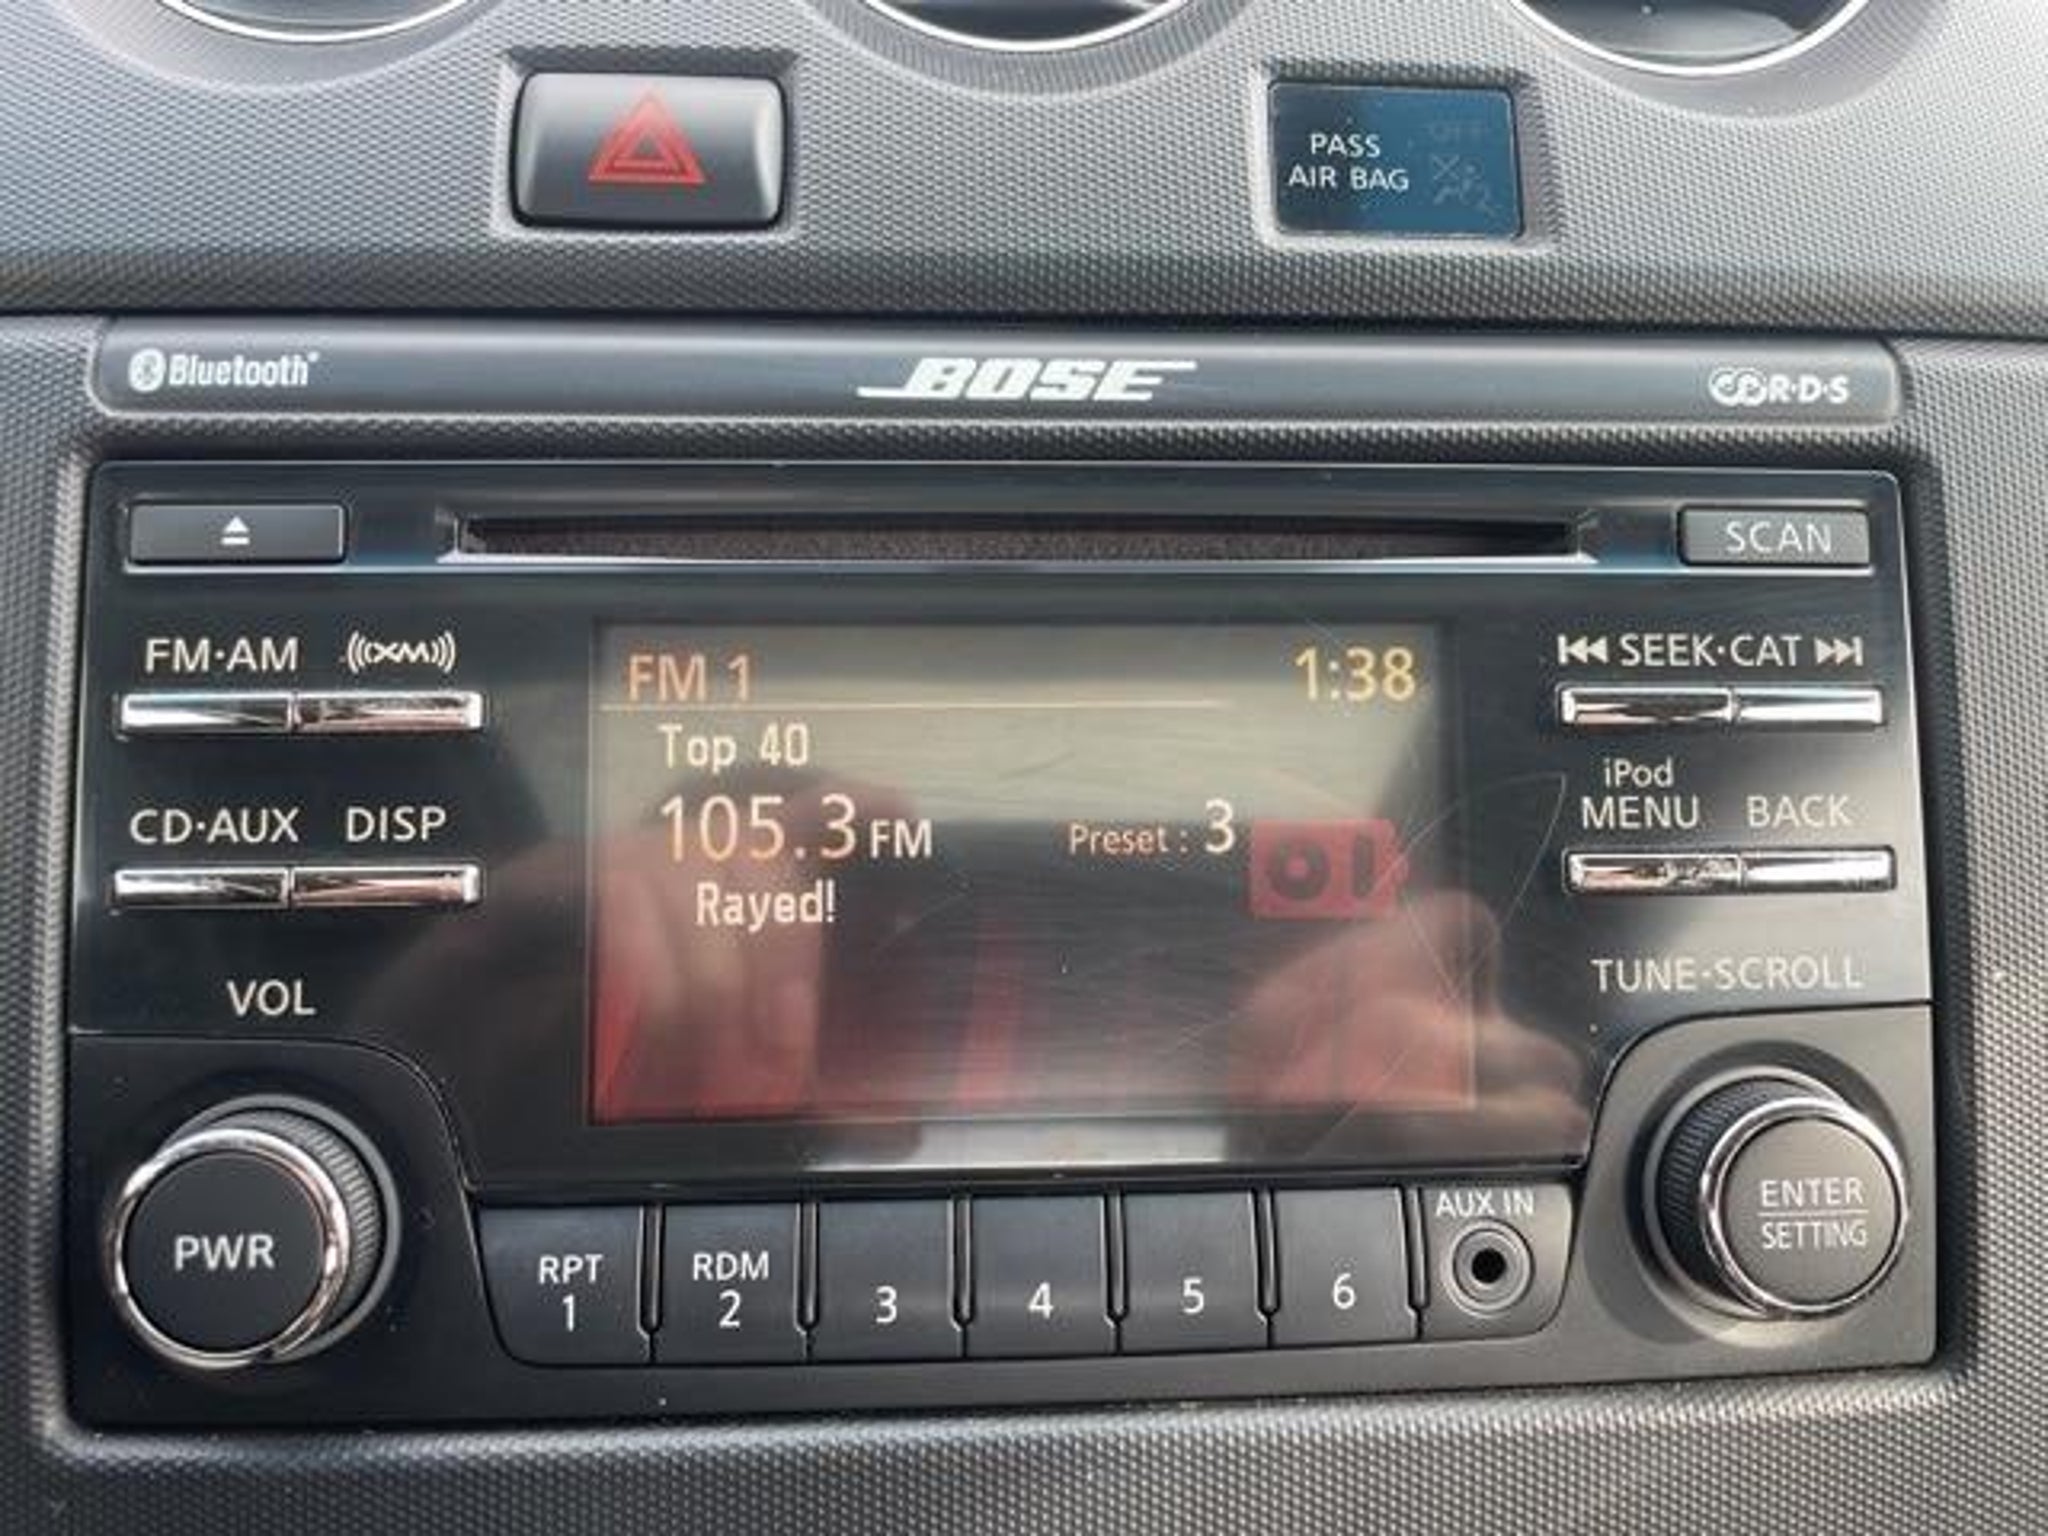 PASS OFF
AIR BAG
Bluetooth
BOSE
R·D·S
SCAN
FM·AM
XM
SEEK·CAT
FM 1
1:38
Top 40
iPod
MENU
BACK
CD·AUX
DISP
105.3 FM
Preset : 3
Rayed!
VOL
TUNE·SCROLL
PWR
RPT
1
RDM
2
3
4
5
6
AUX IN
ENTER
SETTING